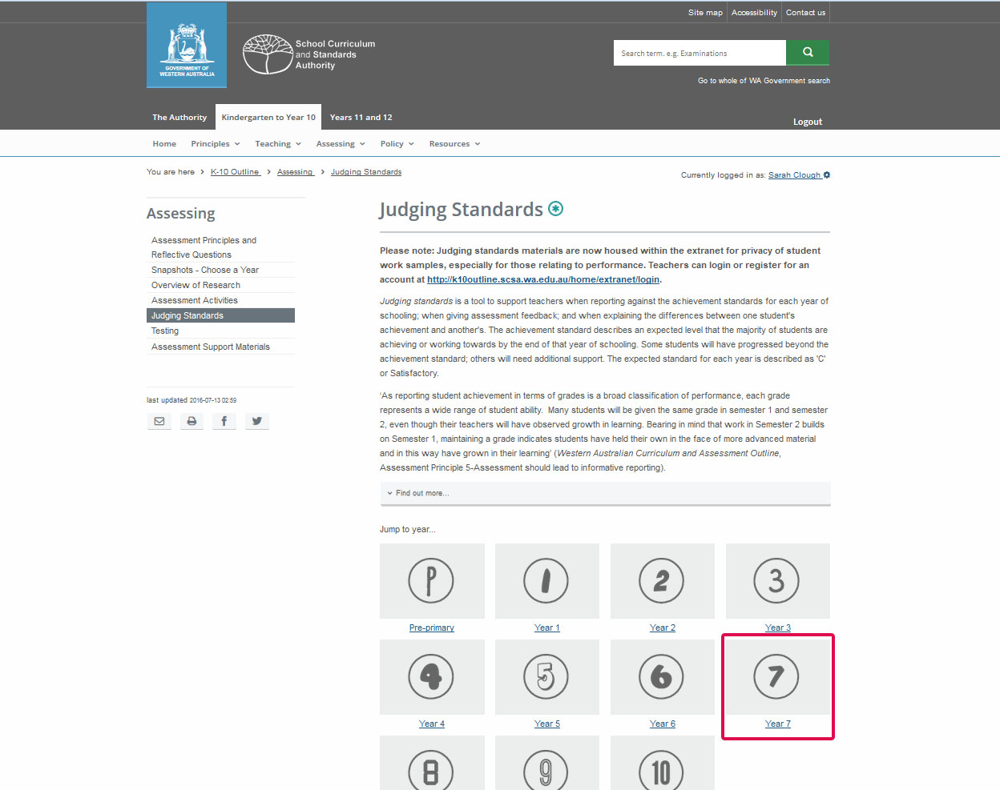 Site map
Accessibility
Contact us
GOVERNMENT OF
WESTERN AUSTRALIA
School Curriculum
and Standards
Authority
Search term. e.g. Examinations
Go to whole of WA Government search
The Authority
Kindergarten to Year 10
Years 11 and 12
Logout
Home
Principles
Teaching
Assessing
Policy
Resources
You are here > K-10 Outline > Assessing > Judging Standards
Currently logged in as: Sarah Clough
Assessing
Assessment Principles and
Reflective Questions
Snapshots - Choose a Year
Overview of Research
Assessment Activities
Judging Standards
Testing
Assessment Support Materials
last updated 2016-07-13 02:59
Judging Standards
Please note: Judging standards materials are now housed within the extranet for privacy of student
work samples, especially for those relating to performance. Teachers can login or register for an
account at http://k10outline.scsa.wa.edu.au/home/extranet/login.
Judging standards is a tool to support teachers when reporting against the achievement standards for each year of
schooling; when giving assessment feedback; and when explaining the differences between one student's
achievement and another's. The achievement standard describes an expected level that the majority of students are
achieving or working towards by the end of that year of schooling. Some students will have progressed beyond the
achievement standard; others will need additional support. The expected standard for each year is described as 'C'
or Satisfactory.
'As reporting student achievement in terms of grades is a broad classification of performance, each grade
represents a wide range of student ability. Many students will be given the same grade in semester 1 and semester
2, even though their teachers will have observed growth in learning. Bearing in mind that work in Semester 2 builds
on Semester 1, maintaining a grade indicates students have held their own in the face of more advanced material
and in this way have grown in their learning' (Western Australian Curriculum and Assessment Outline,
Assessment Principle 5-Assessment should lead to informative reporting).
Find out more...
Jump to year...
P
1
2
3
Pre-primary
Year 1
Year 2
Year 3
4
5
6
7
Year 4
Year 5
Year 6
Year 7
8
9
10